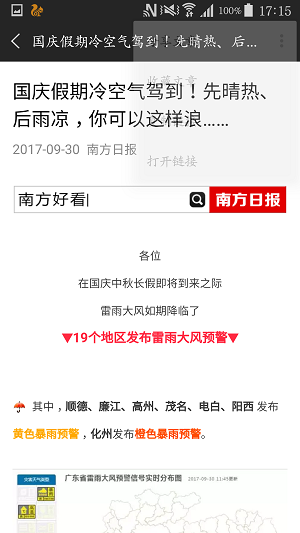 100% 17:15
国庆假期冷空气驾到！先晴热、后...
收藏文章
打开链接
国庆假期冷空气驾到！先晴热、
后雨凉，你可以这样浪……
2017-09-30 南方日报
南方好看 南方日报
各位
在国庆中秋长假即将到来之际
雷雨大风如期降临了
▼19个地区发布雷雨大风预警▼
其中，顺德、廉江、高州、茂名、电白、阳西 发布
黄色暴雨预警，化州发布橙色暴雨预警。
广东省雷雨大风预警信号实时分布图 2017-09-30 11:45更新